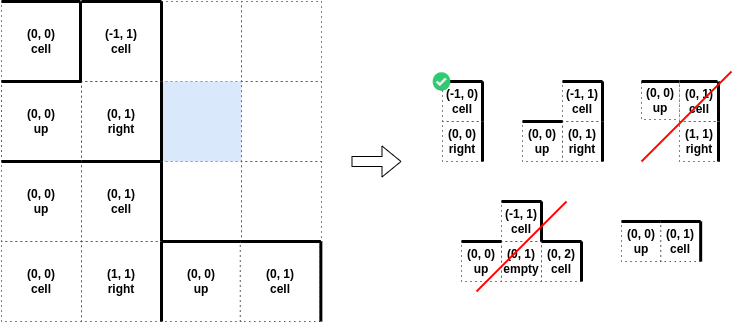 (0, 0)
cell
(-1, 1)
cell
(0, 0)
up
(0, 1)
right
(0, 0)
up
(0, 1)
cell
(0, 0)
cell
(1, 1)
right
(0, 0)
up
(0, 1)
cell
(-1, 0)
cell
(0, 0)
right
(-1, 1)
cell
(0, 0)
up
(0, 1)
right
(0, 0)
up
(0, 1)
cell
(1, 1)
right
(-1, 1)
cell
(0, 0)
up
(0, 1)
empty
(0, 2)
cell
(0, 0)
up
(0, 1)
cell